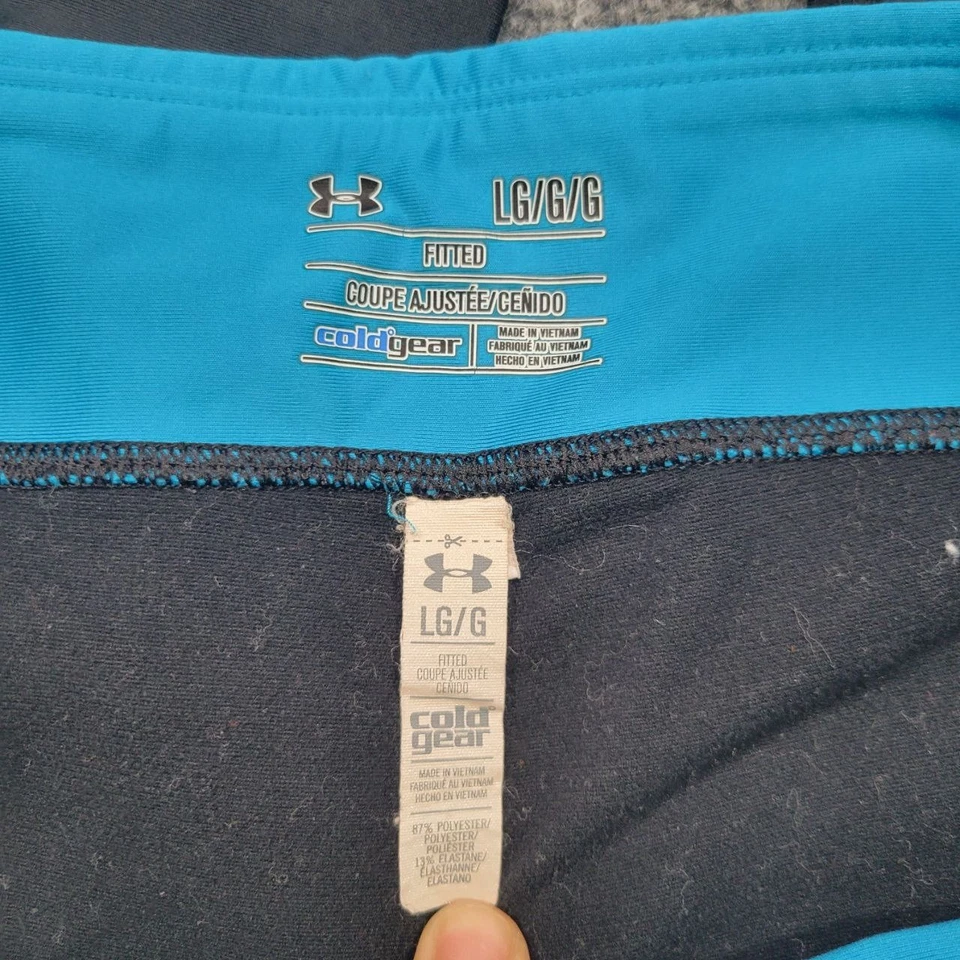 LG/G/G
FITTED
COUPE AJUSTÉE/CEÑIDO
cold°gear
MADE IN VIETNAM
FABRIQUÉ AU VIETNAM
HECHO EN VIETNAM
LG/G
FITTED
COUPE AJUSTÉE
CEÑIDO
cold°
gear
MADE IN VIETNAM
FABRIQUÉ AU VIETNAM
HECHO EN VIETNAM
87% POLYESTER/
POLYESTER/
POLIÉSTER
13% ELASTANE/
ÉLASTHANNE/
ELASTANO